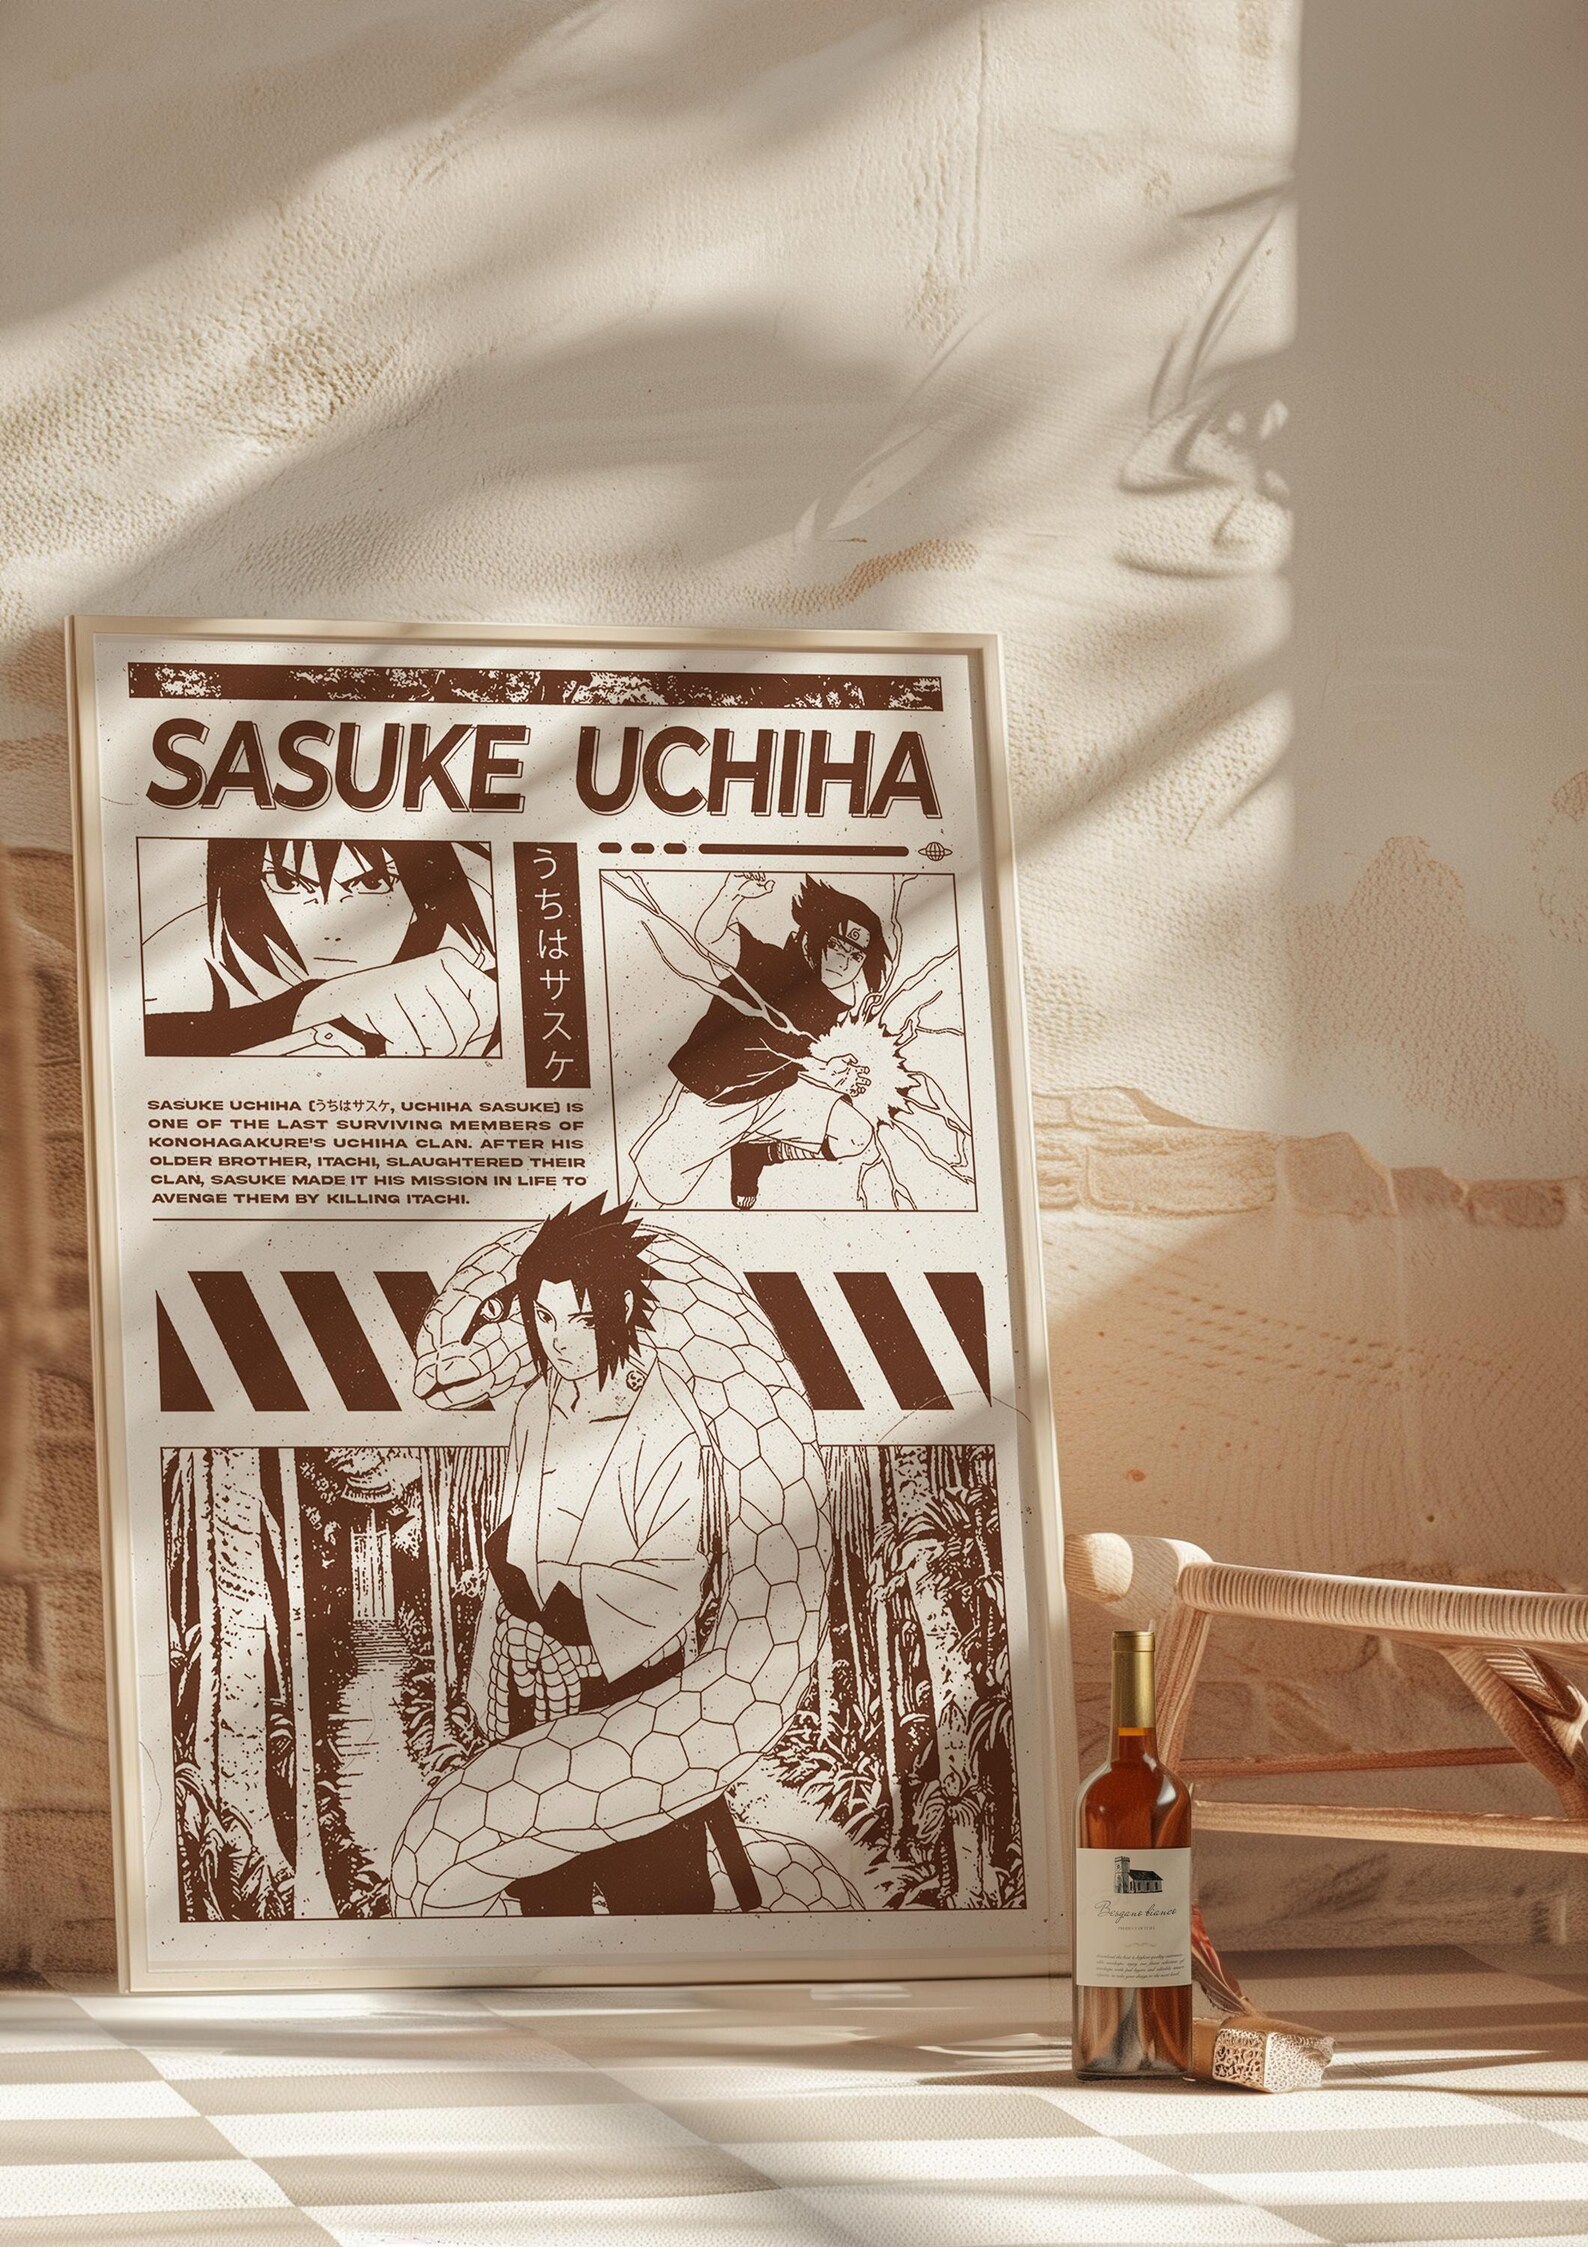 SASUKE UCHIHA
うちはサスケ
SASUKE UCHIHA (うちはサスケ, UCHIHA SASUKE) IS
ONE OF THE LAST SURVIVING MEMBERS OF
KONOHAGAKURE'S UCHIHA CLAN. AFTER HIS
OLDER BROTHER, ITACHI, SLAUGHTERED THEIR
CLAN, SASUKE MADE IT HIS MISSION IN LIFE TO
AVENGE THEM BY KILLING ITACHI.
Besgano bianco